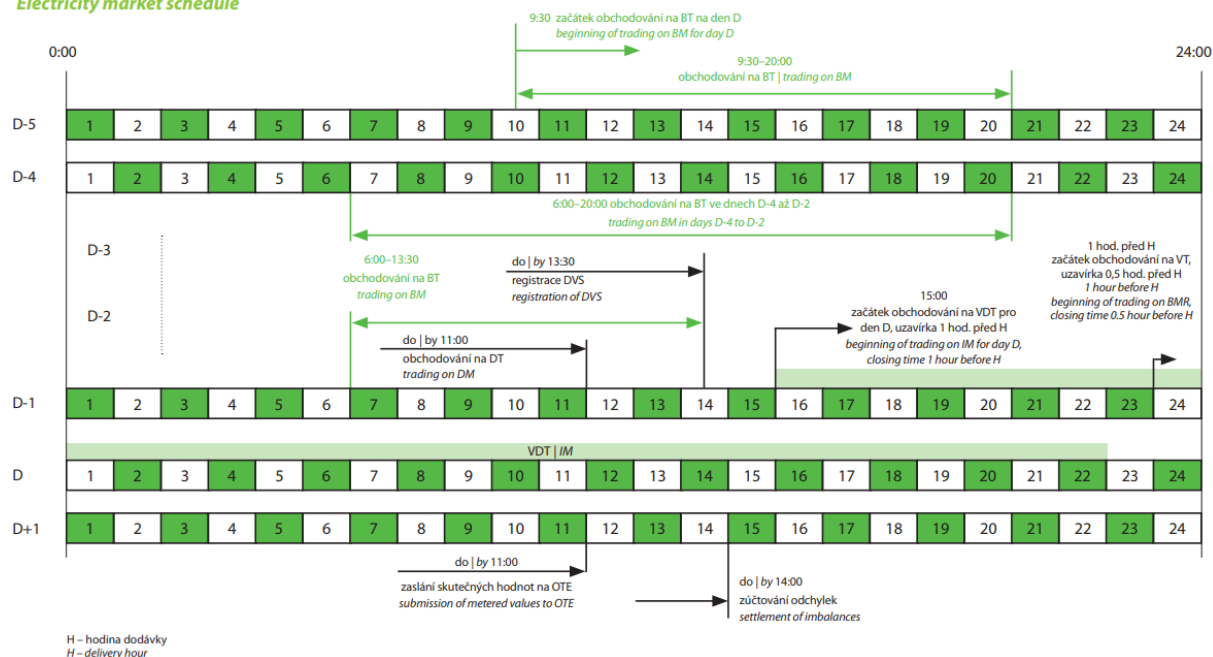 Electricity market schedule
9:30 začátek obchodování na BT na den D
beginning of trading on BM for day D
0:00
24:00
9:30–20:00
obchodování na BT | trading on BM
D-5 1 2 3 4 5 6 7 8 9 10 11 12 13 14 15 16 17 18 19 20 21 22 23 24
D-4 1 2 3 4 5 6 7 8 9 10 11 12 13 14 15 16 17 18 19 20 21 22 23 24
6:00–20:00 obchodování na BT ve dnech D-4 až D-2
trading on BM in days D-4 to D-2
D-3
D-2
6:00–13:30
obchodování na BT
trading on BM
do | by 13:30
registrace DVS
registration of DVS
do | by 11:00
obchodování na DT
trading on DM
15:00
začátek obchodování na VDT pro
den D, uzavírka 1 hod. před H
beginning of trading on IM for day D,
closing time 1 hour before H
1 hod. před H
začátek obchodování na VT,
uzavírka 0,5 hod. před H
1 hour before H
beginning of trading on BMR,
closing time 0.5 hour before H
D-1 1 2 3 4 5 6 7 8 9 10 11 12 13 14 15 16 17 18 19 20 21 22 23 24
VDT | IM
D 1 2 3 4 5 6 7 8 9 10 11 12 13 14 15 16 17 18 19 20 21 22 23 24
D+1 1 2 3 4 5 6 7 8 9 10 11 12 13 14 15 16 17 18 19 20 21 22 23 24
do | by 11:00
zaslání skutečných hodnot na OTE
submission of metered values to OTE
do | by 14:00
zúčtování odchylek
settlement of imbalances
H – hodina dodávky
H – delivery hour